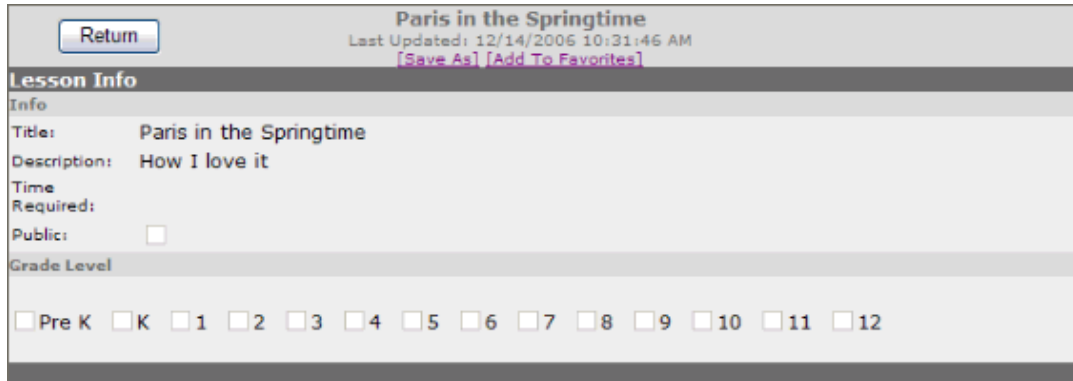 Return
Paris in the Springtime
Last Updated: 12/14/2006 10:31:46 AM
[Save As] [Add To Favorites]
Lesson Info
Info
Title: Paris in the Springtime
Description: How I love it
Time
Required:
Public:
Grade Level
Pre K K 1 2 3 4 5 6 7 8 9 10 11 12